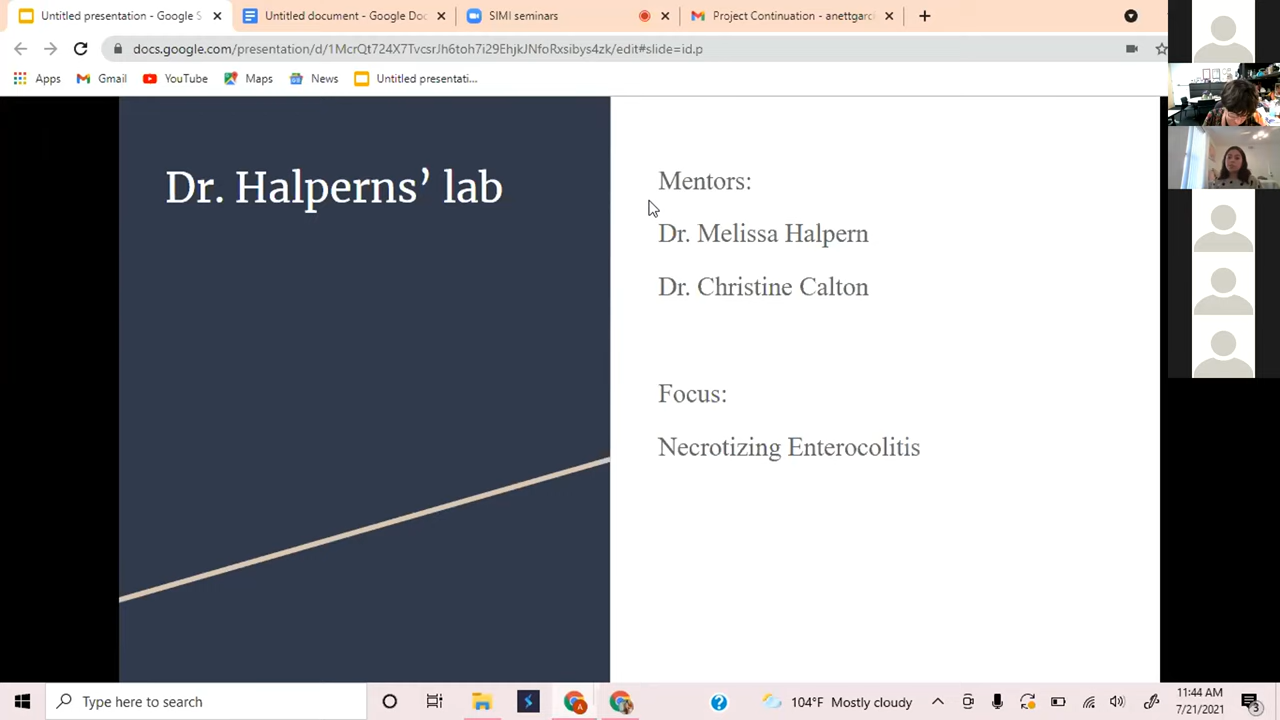 Untitled presentation - Google S
Untitled document - Google Doc
SIMI seminars
Project Continuation - anettgarc
docs.google.com/presentation/d/1McrQt724X7TvcsrJh6toh7i29EhjkJNfoRxsibys4zk/edit#slide=id.p
Apps
Gmail
YouTube
Maps
News
Untitled presentati...
Dr. Halperns’ lab
Mentors:
Dr. Melissa Halpern
Dr. Christine Calton
Focus:
Necrotizing Enterocolitis
Type here to search
104°F Mostly cloudy
11:44 AM
7/21/2021
3